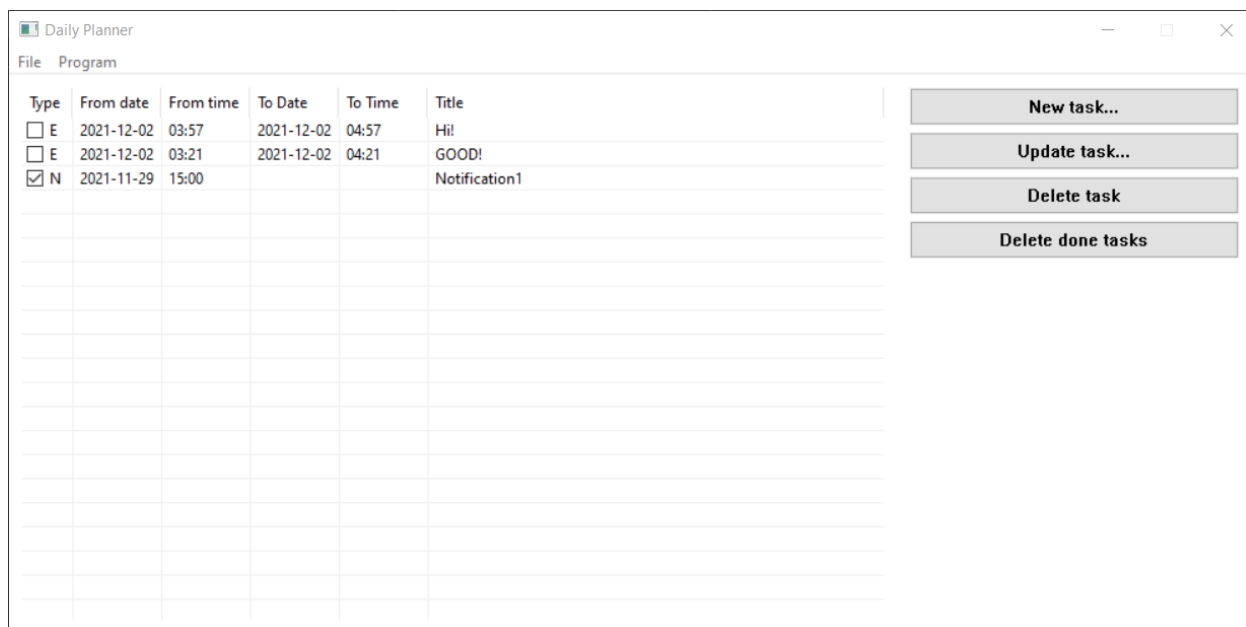 Daily Planner
File Program
Type From date From time To Date To Time Title
E 2021-12-02 03:57 2021-12-02 04:57 Hi!
E 2021-12-02 03:21 2021-12-02 04:21 GOOD!
N 2021-11-29 15:00 Notification1
New task...
Update task...
Delete task
Delete done tasks